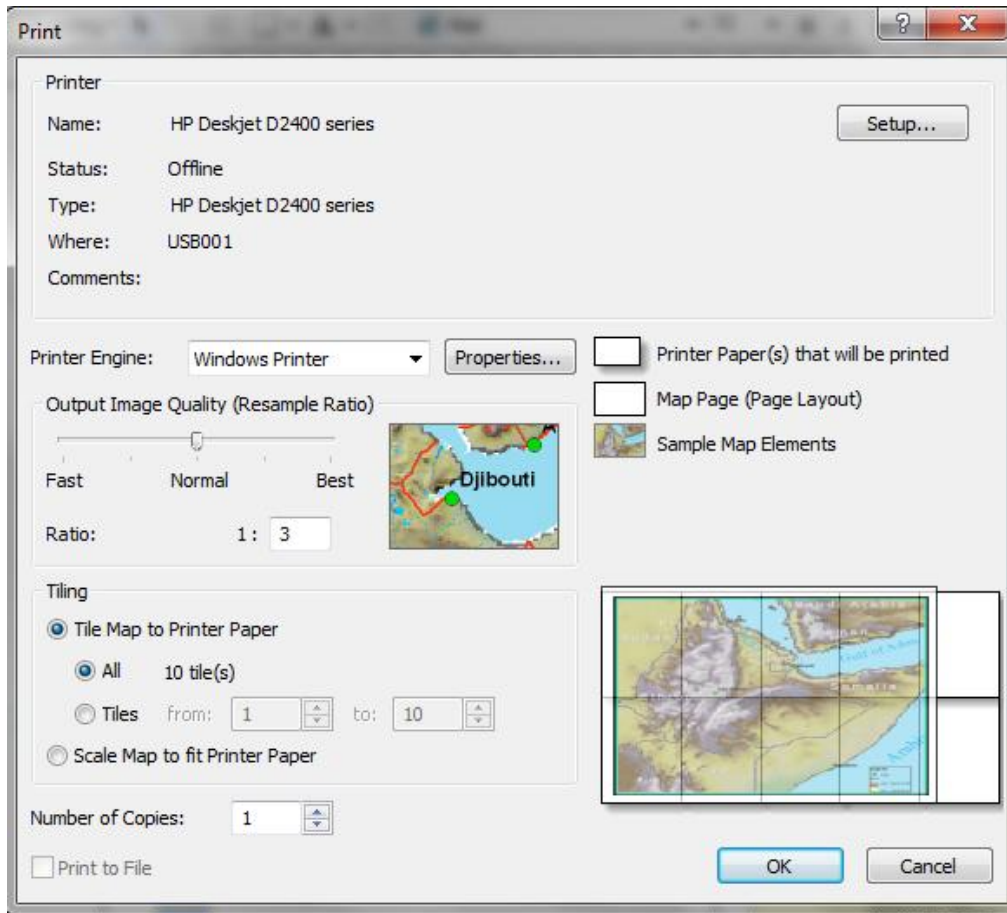 Print
Printer
Name: HP Deskjet D2400 series
Setup...
Status: Offline
Type: HP Deskjet D2400 series
Where: USB001
Comments:
Printer Engine: Windows Printer Properties...
Printer Paper(s) that will be printed
Map Page (Page Layout)
Sample Map Elements
Output Image Quality (Resample Ratio)
Fast Normal Best
Ratio: 1: 3
Djibouti
Tiling
Tile Map to Printer Paper
All 10 tile(s)
Tiles from: 1 to: 10
Scale Map to fit Printer Paper
Gulf of Aden
Somalia
Number of Copies: 1
Print to File
OK Cancel